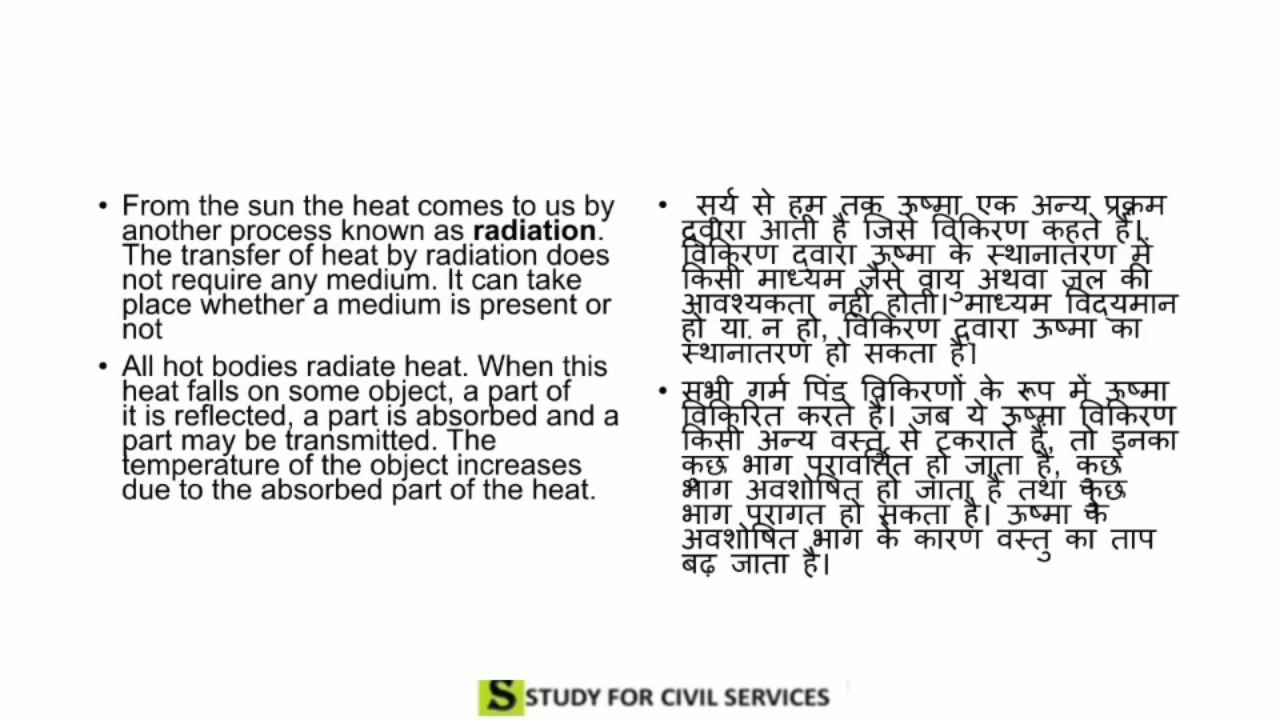 • From the sun the heat comes to us by
another process known as radiation.
The transfer of heat by radiation does
not require any medium. It can take
place whether a medium is present or
not
• All hot bodies radiate heat. When this
heat falls on some object, a part of
it is reflected, a part is absorbed and a
part may be transmitted. The
temperature of the object increases
due to the absorbed part of the heat.
• सूर्य से हम तक ऊष्मा एक अन्य प्रक्रम
द्वारा आती है जिसे विकिरण कहते हैं।
विकिरण द्वारा ऊष्मा के स्थानांतरण में
किसी माध्यम जैसे वायु अथवा जल की
आवश्यकता नहीं होती। माध्यम विद्यमान
हो या. न हो, विकिरण द्वारा ऊष्मा का
स्थानांतरण हो सकता है।
• सभी गर्म पिंड विकिरणों के रूप में ऊष्मा
विकिरित करते हैं। जब ये ऊष्मा विकिरण
किसी अन्य वस्तु से टकराते हैं, तो इनका
कुछ भाग परावर्तित हो जाता है, कुछ
भाग अवशोषित हो जाता है तथा कुछ
भाग परागत हो सकता है। ऊष्मा के
अवशोषित भाग के कारण वस्तु का ताप
बढ़ जाता है।
S STUDY FOR CIVIL SERVICES